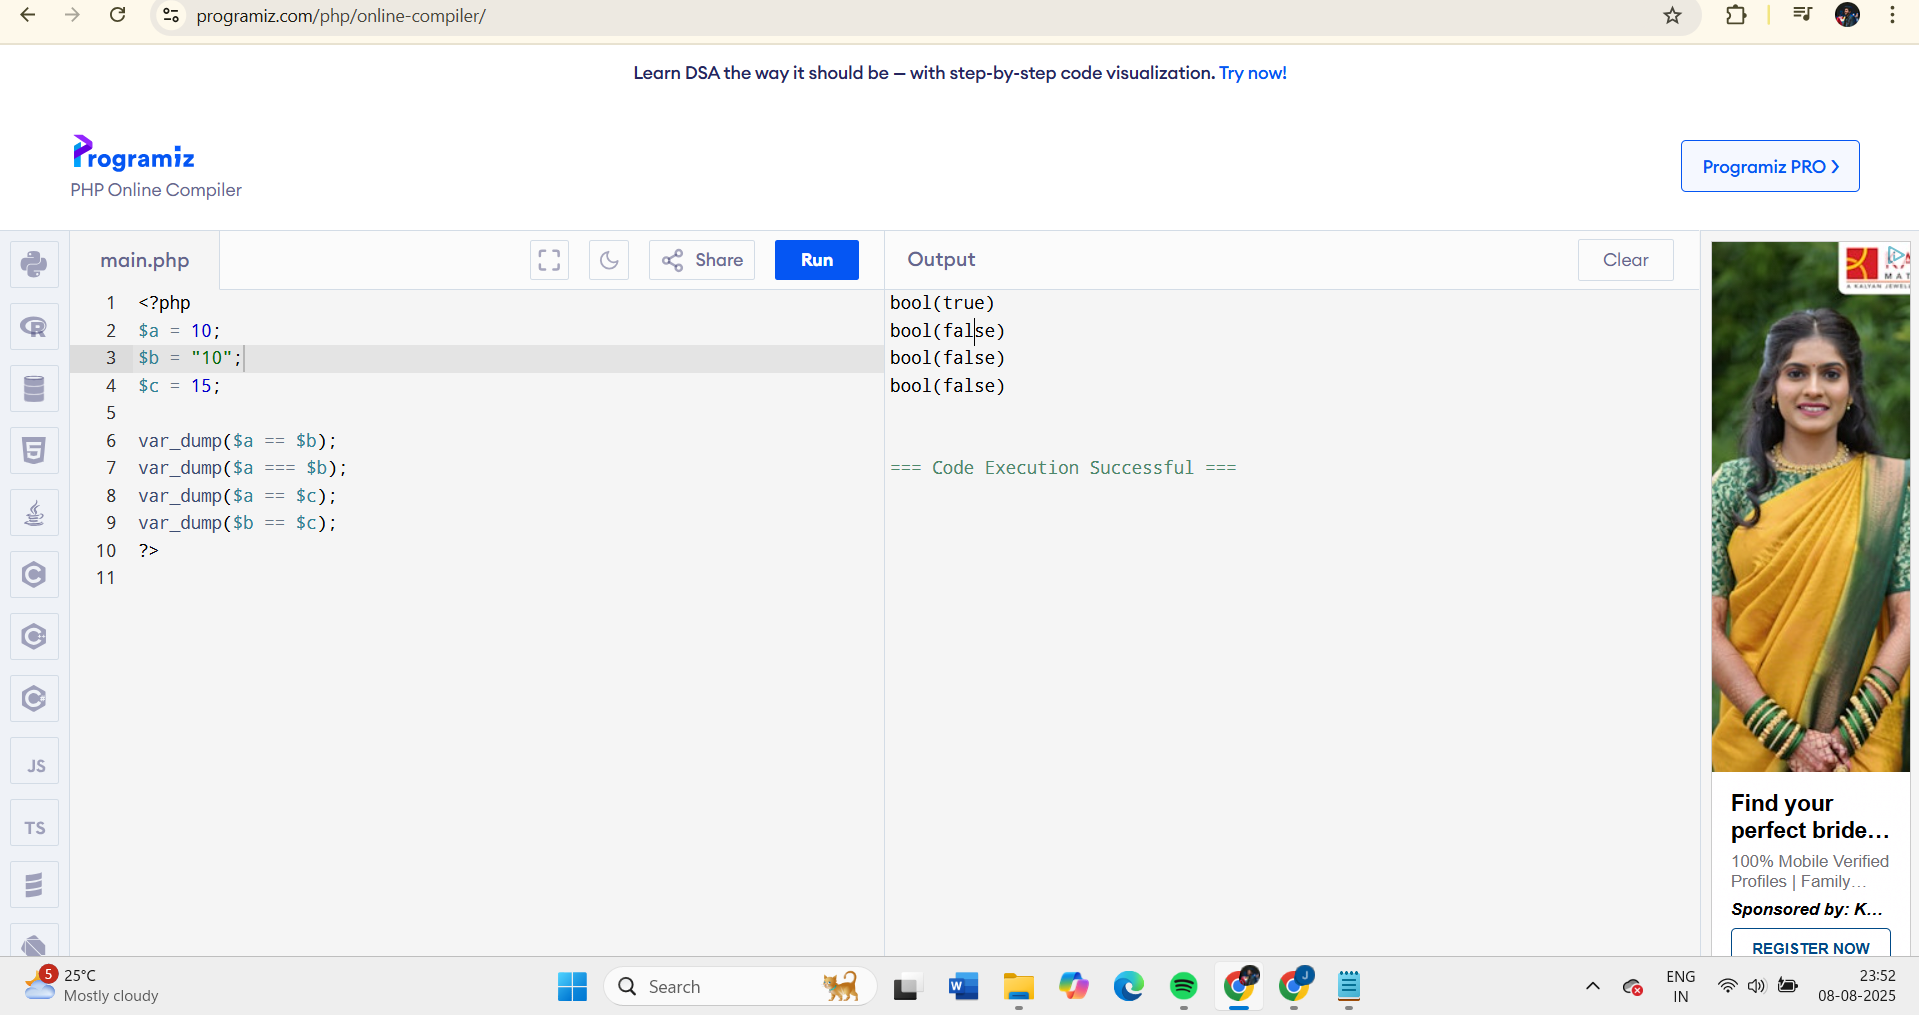 programiz.com/php/online-compiler/
Learn DSA the way it should be — with step-by-step code visualization. Try now!
Programiz
PHP Online Compiler
Programiz PRO >
main.php
Share
Run
Output
Clear
1 <?php
2 $a = 10;
3 $b = "10";
4 $c = 15;
5
6 var_dump($a == $b);
7 var_dump($a === $b);
8 var_dump($a == $c);
9 var_dump($b == $c);
10 ?>
11
bool(true)
bool(false)
bool(false)
bool(false)
=== Code Execution Successful ===
JS
TS
A KALYAN JEWELL
Find your
perfect bride...
100% Mobile Verified
Profiles | Family...
Sponsored by: K...
REGISTER NOW
5
25°C
Mostly cloudy
Search
W
J
ENG
IN
23:52
08-08-2025